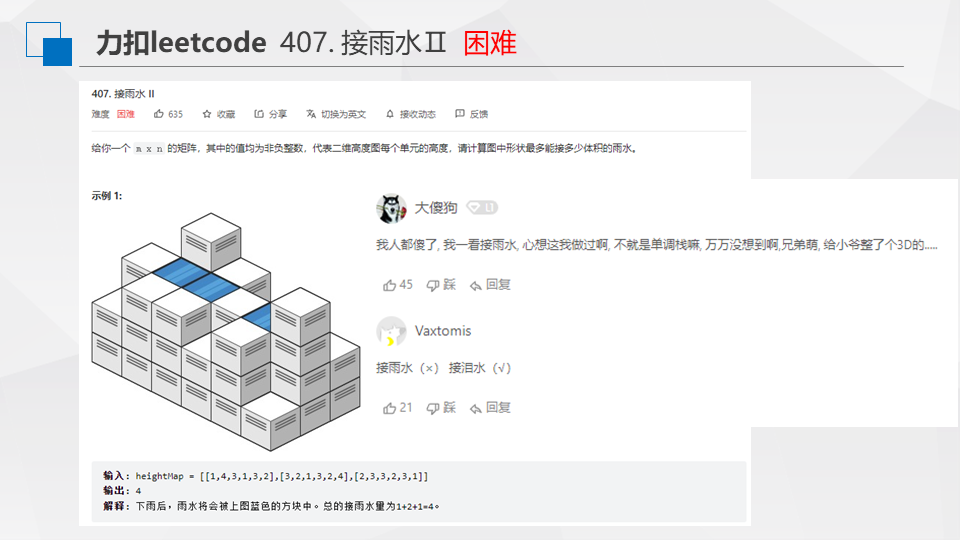 力扣leetcode 407. 接雨水Ⅱ 困难
407. 接雨水 II
难度 困难 635 收藏 分享 切换为英文 接收动态 反馈
给你一个 m x n 的矩阵，其中的值均为非负整数，代表二维高度图每个单元的高度，请计算图中形状最多能接多少体积的雨水。
示例 1:
大傻狗 L1
我人都傻了, 我一看接雨水, 心想这我做过啊, 不就是单调栈嘛, 万万没想到啊,兄弟萌, 给小爷整了个3D的.....
45 踩 回复
Vaxtomis
接雨水（×） 接泪水（√）
21 踩 回复
输入: heightMap = [[1,4,3,1,3,2],[3,2,1,3,2,4],[2,3,3,2,3,1]]
输出: 4
解释: 下雨后，雨水将会被上图蓝色的方块中。总的接雨水量为1+2+1=4。